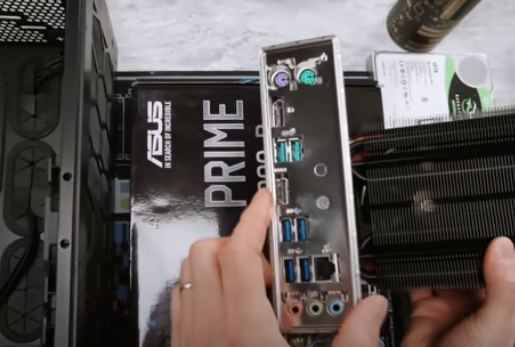 ASUS
IN SEARCH OF INCREDIBLE
PRIME